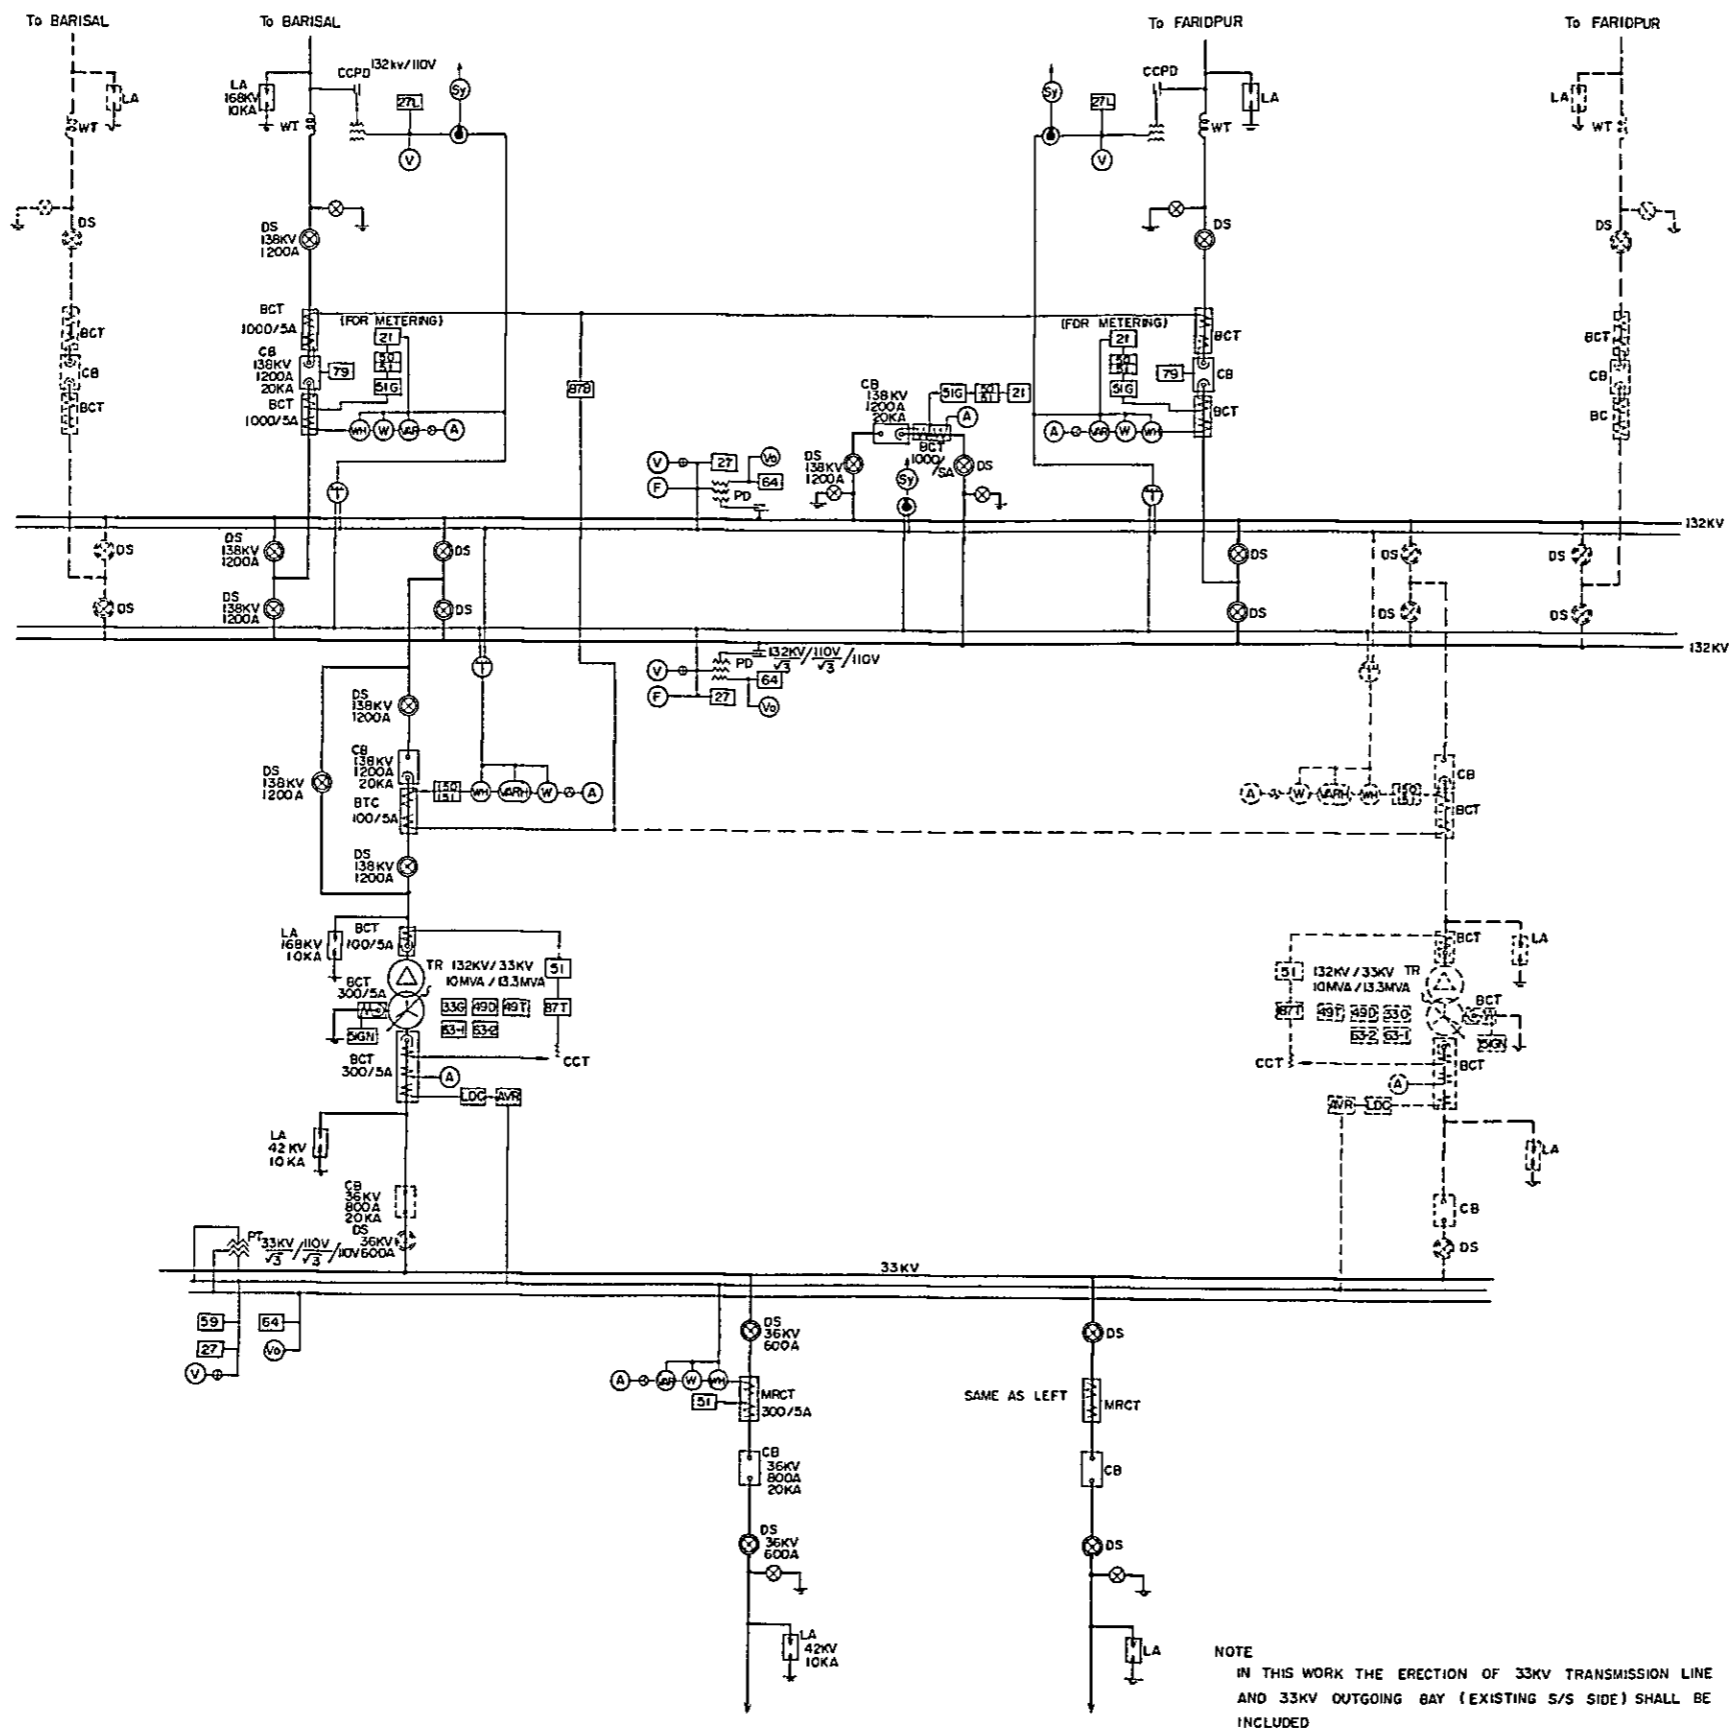 To BARISAL
To BARISAL
To FARIDPUR
To FARIDPUR
LA
WT
DS
BCT
CB
BCT
DS
DS
LA
168KV
10KA
CCPD
132kv/110V
WT
27L
Sy
V
DS
138KV
1200A
BCT
1000/5A
(FOR METERING)
21
50
51
51G
CB
138KV
1200A
20KA
79
BCT
1000/5A
WH
W
VAR
A
DS
138KV
1200A
DS
138KV
1200A
87B
Sy
CCPD
27L
V
WT
LA
DS
(FOR METERING)
21
50
51
51G
79
BCT
CB
BCT
A
VAR
W
WH
DS
DS
LA
WT
DS
BCT
CB
BC
DS
DS
DS
DS
CB
138KV
1200A
20KA
51G
50
51
21
A
BCT
1000
/5A
DS
138KV
1200A
Sy
DS
V
F
27
Vo
64
PD
132KV
132KV
DS
DS
V
F
PD
27
64
Vo
132KV/110V/110V
√3 √3
DS
138KV
1200A
DS
138KV
1200A
CB
138KV
1200A
20KA
BTC
100/5A
150
151
WH
VARH
W
A
DS
138KV
1200A
LA
168KV
10KA
BCT
100/5A
TR 132KV/33KV
10MVA/13.3MVA
51
87T
BCT
300/5A
51GN
33G
49D
49T
63-1
63-2
CCT
BCT
300/5A
A
LDC
AVR
LA
42KV
10KA
CB
36KV
800A
20KA
DS
36KV
600A
PT
33KV/110V/110V
√3 √3
59
27
V
64
Vo
33KV
A
W
VARH
WH
CB
BCT
BCT
LA
51
87T
132KV/33KV TR
10MVA/13.3MVA
49T
49D
63-2
63-1
BCT
51GN
CCT
BCT
A
AVR
LDC
LA
CB
DS
DS
36KV
600A
A
VAR
W
WH
51
MRCT
300/5A
CB
36KV
800A
20KA
DS
36KV
600A
LA
42KV
10KA
DS
SAME AS LEFT
MRCT
CB
DS
LA
NOTE
IN THIS WORK THE ERECTION OF 33KV TRANSMISSION LINE
AND 33KV OUTGOING BAY (EXISTING S/S SIDE) SHALL BE
INCLUDED